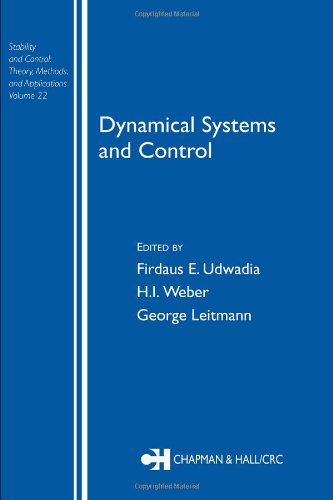 Stability
and Control:
Theory, Methods,
and Applications
Volume 22
Dynamical Systems
and Control
EDITED BY
Firdaus E. Udwadia
H.I. Weber
George Leitmann
CH CHAPMAN & HALL/CRC